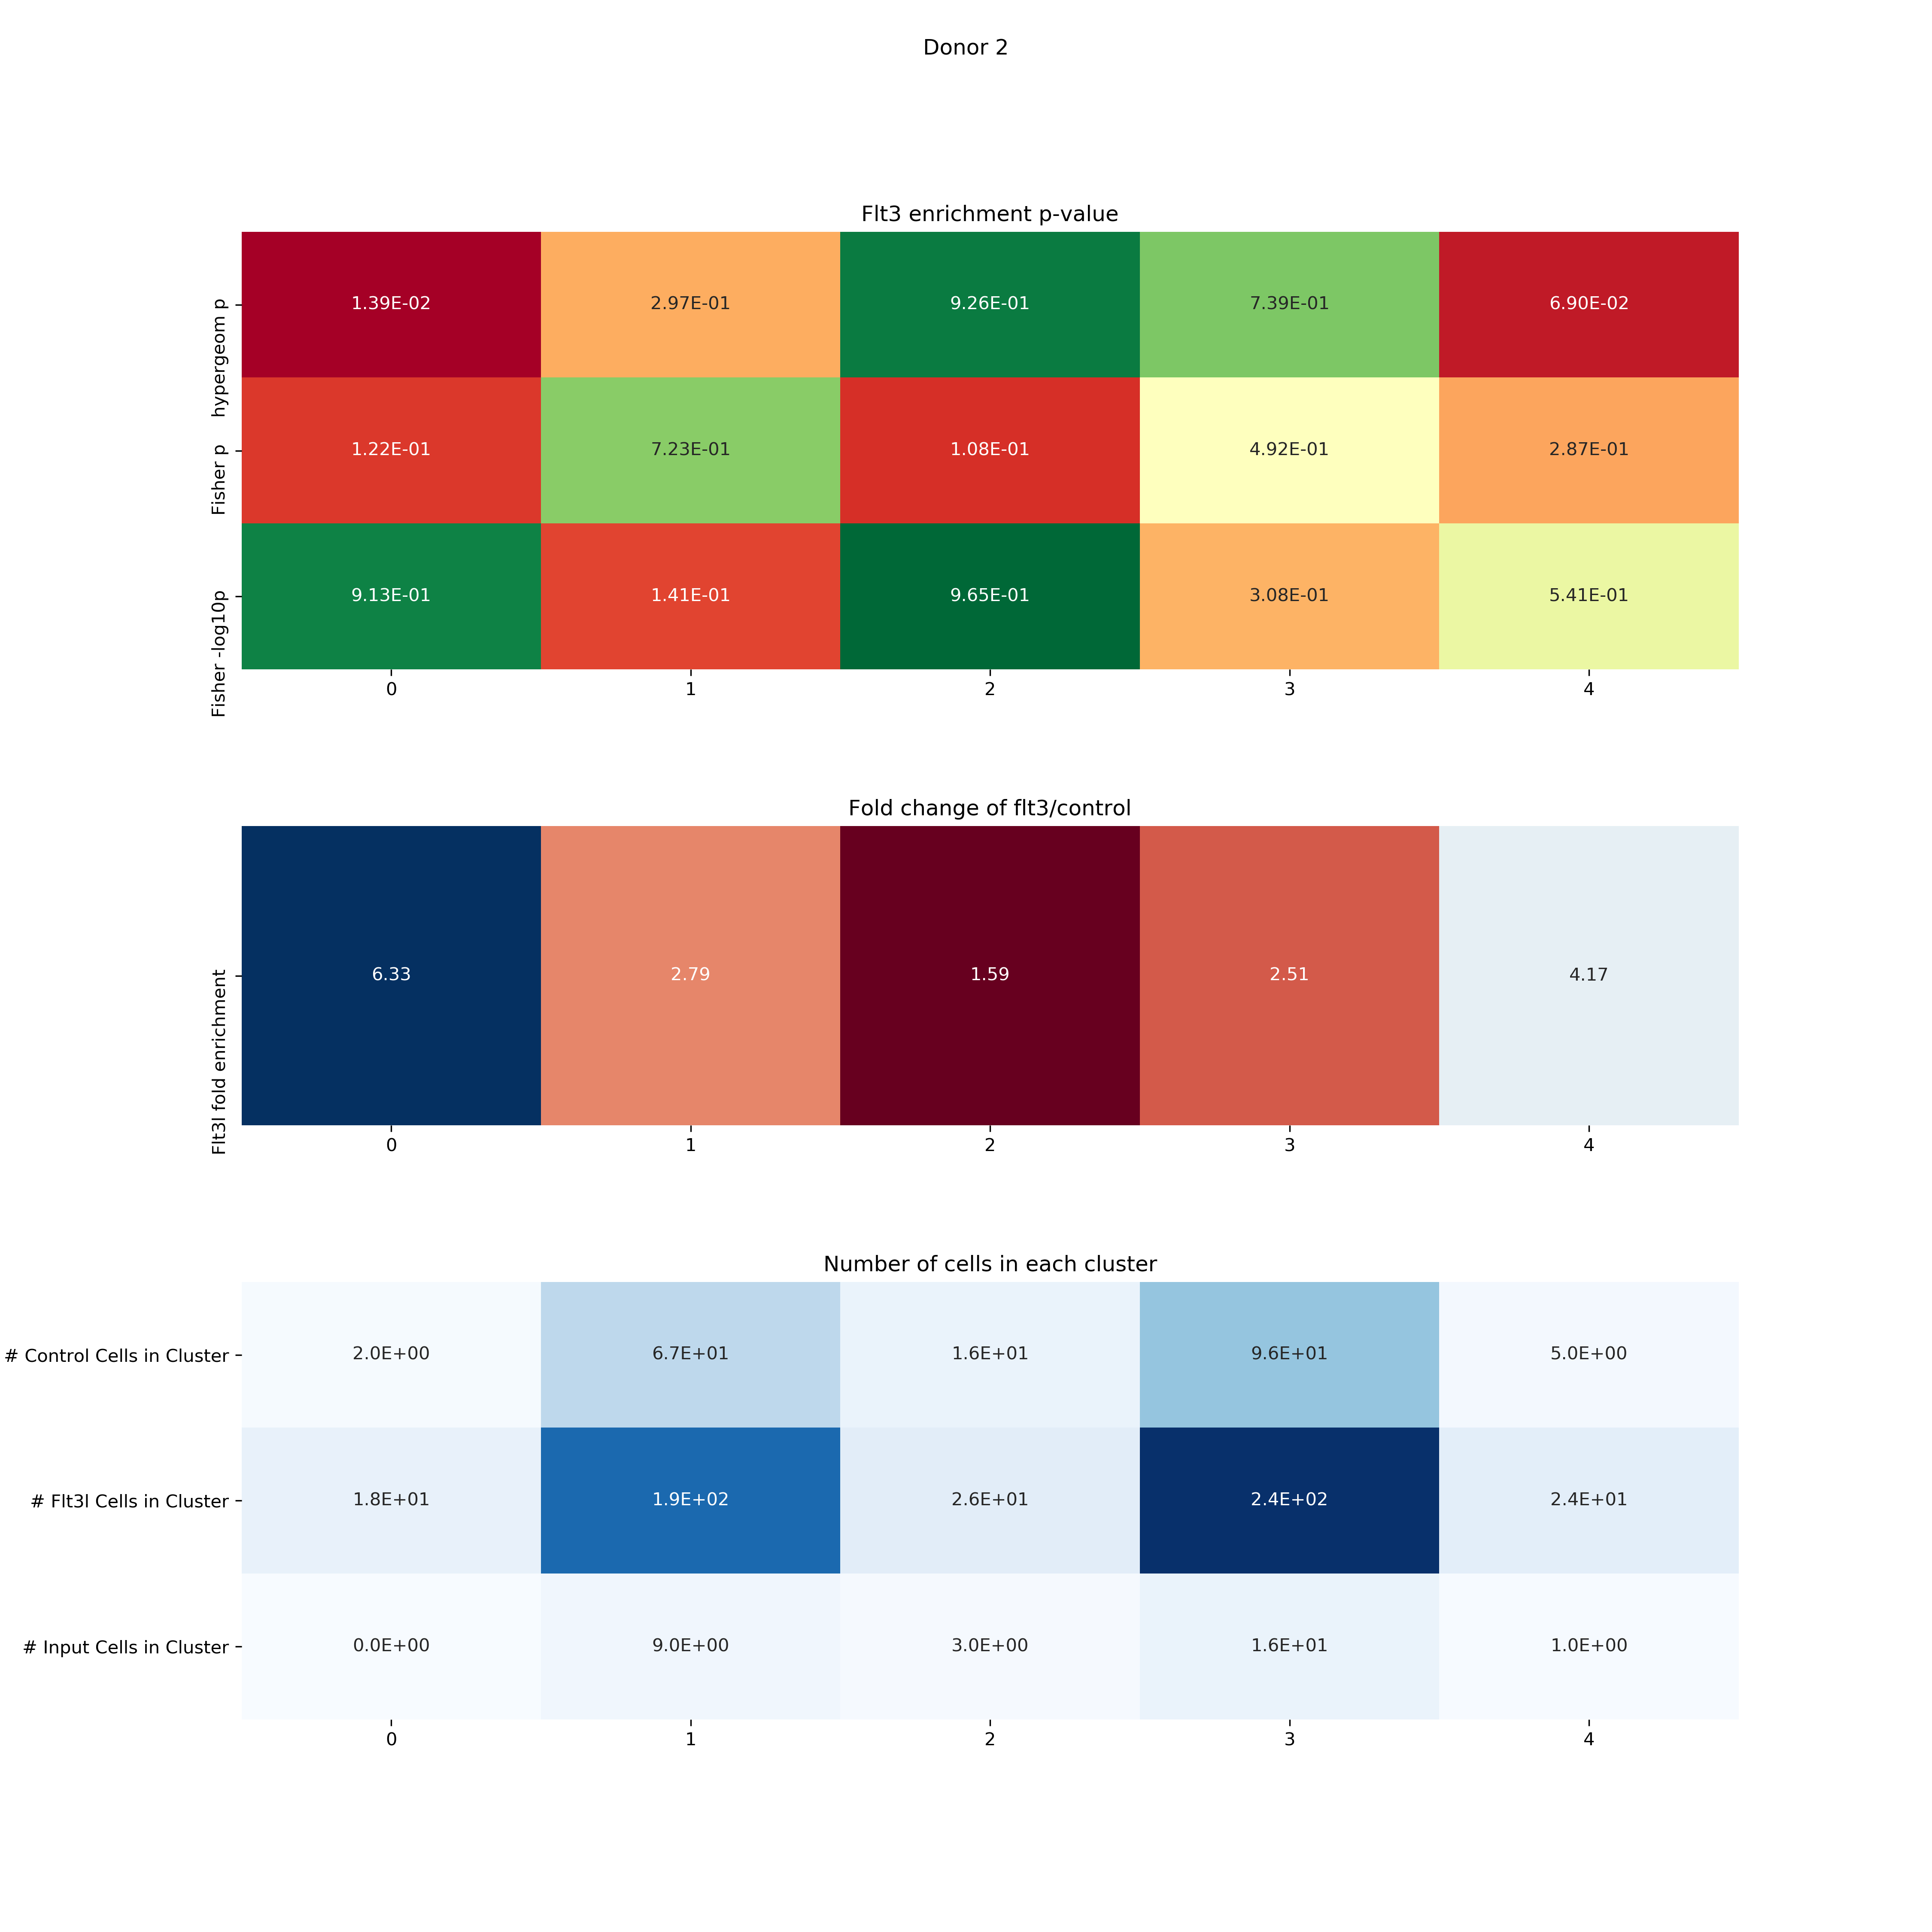 Donor 2
Flt3 enrichment p-value
hypergeom p
1.39E-02 2.97E-01 9.26E-01 7.39E-01 6.90E-02
Fisher p
1.22E-01 7.23E-01 1.08E-01 4.92E-01 2.87E-01
Fisher -log10p
9.13E-01 1.41E-01 9.65E-01 3.08E-01 5.41E-01
0 1 2 3 4
Fold change of flt3/control
Flt3l fold enrichment
6.33 2.79 1.59 2.51 4.17
0 1 2 3 4
Number of cells in each cluster
# Control Cells in Cluster 2.0E+00 6.7E+01 1.6E+01 9.6E+01 5.0E+00
# Flt3l Cells in Cluster 1.8E+01 1.9E+02 2.6E+01 2.4E+02 2.4E+01
# Input Cells in Cluster 0.0E+00 9.0E+00 3.0E+00 1.6E+01 1.0E+00
0 1 2 3 4